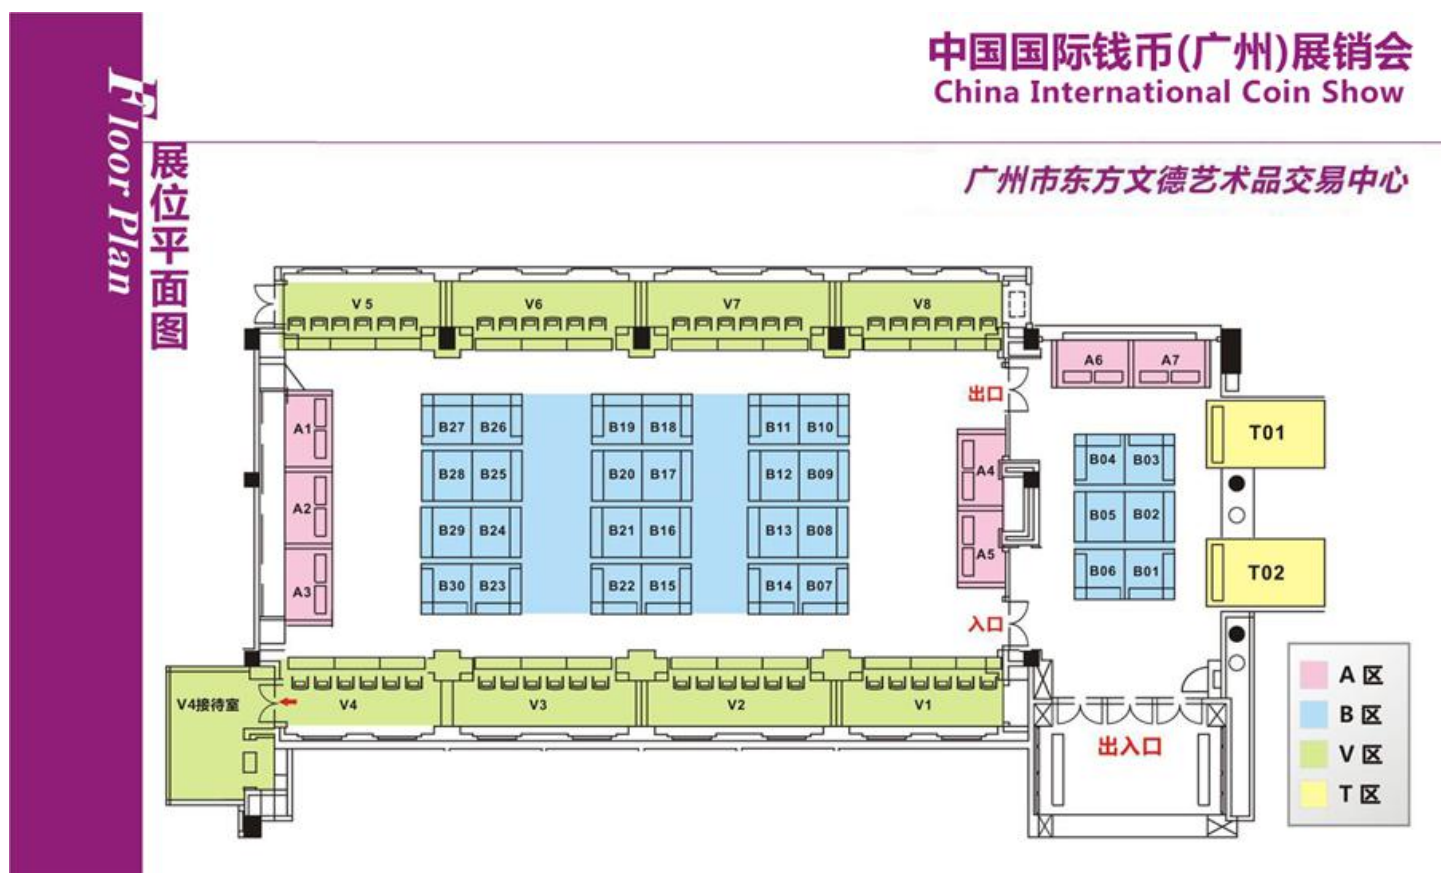 中国国际钱币(广州)展销会
China International Coin Show
Floor Plan
展位平面图
广州市东方文德艺术品交易中心
V 5 V6 V7 V8
A6 A7
出口
A1
B27 B26 B19 B18 B11 B10
T01
B04 B03
B28 B25 B20 B17 B12 B09
A4
A2
B29 B24 B21 B16 B13 B08
B05 B02
A5
T02
A3
B30 B23 B22 B15 B14 B07
B06 B01
入口
V4接待室
V4 V3 V2 V1
出入口
A 区
B 区
V 区
T 区